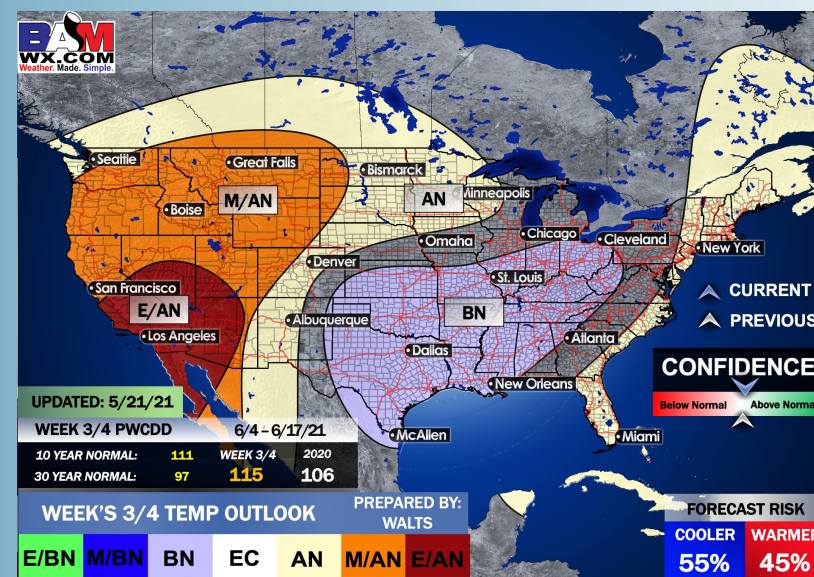 BAM
WX.COM
Weather. Made. Simple.
Seattle
Great Falls
Bismarck
M/AN
AN
Minneapolis
Boise
Omaha
Chicago
Cleveland
New York
Denver
San Francisco
St. Louis
E/AN
BN
Albuquerque
Los Angeles
Dallas
Atlanta
New Orleans
McAllen
Miami
CURRENT
PREVIOUS
CONFIDENCE
Below Normal
Above Norma
UPDATED: 5/21/21
WEEK 3/4 PWCDD 6/4 – 6/17/21
10 YEAR NORMAL: 111 WEEK 3/4 2020
30 YEAR NORMAL: 97 115 106
WEEK'S 3/4 TEMP OUTLOOK
PREPARED BY:
WALTS
E/BN M/BN BN EC AN M/AN E/AN
FORECAST RISK
COOLER WARMER
55% 45%